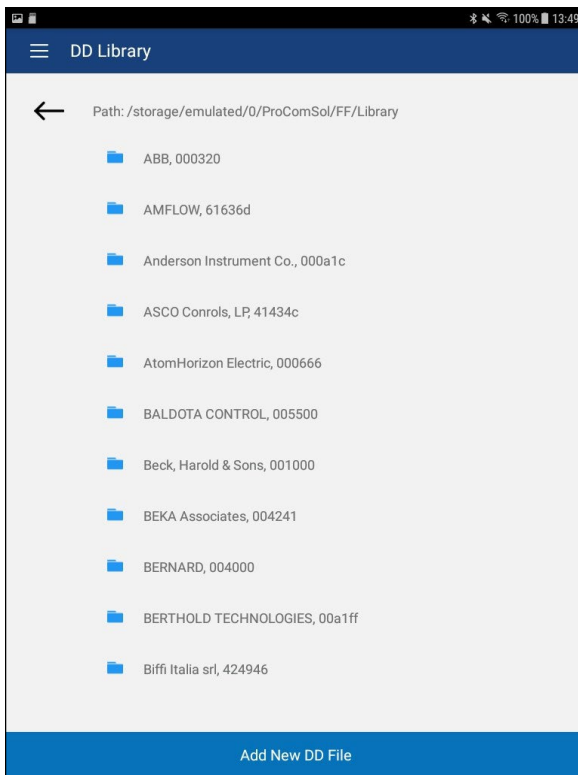 100% 13:49
DD Library
Path: /storage/emulated/0/ProComSol/FF/Library
ABB, 000320
AMFLOW, 61636d
Anderson Instrument Co., 000a1c
ASCO Conrols, LP, 41434c
AtomHorizon Electric, 000666
BALDOTA CONTROL, 005500
Beck, Harold & Sons, 001000
BEKA Associates, 004241
BERNARD, 004000
BERTHOLD TECHNOLOGIES, 00a1ff
Biffi Italia srl, 424946
Add New DD File